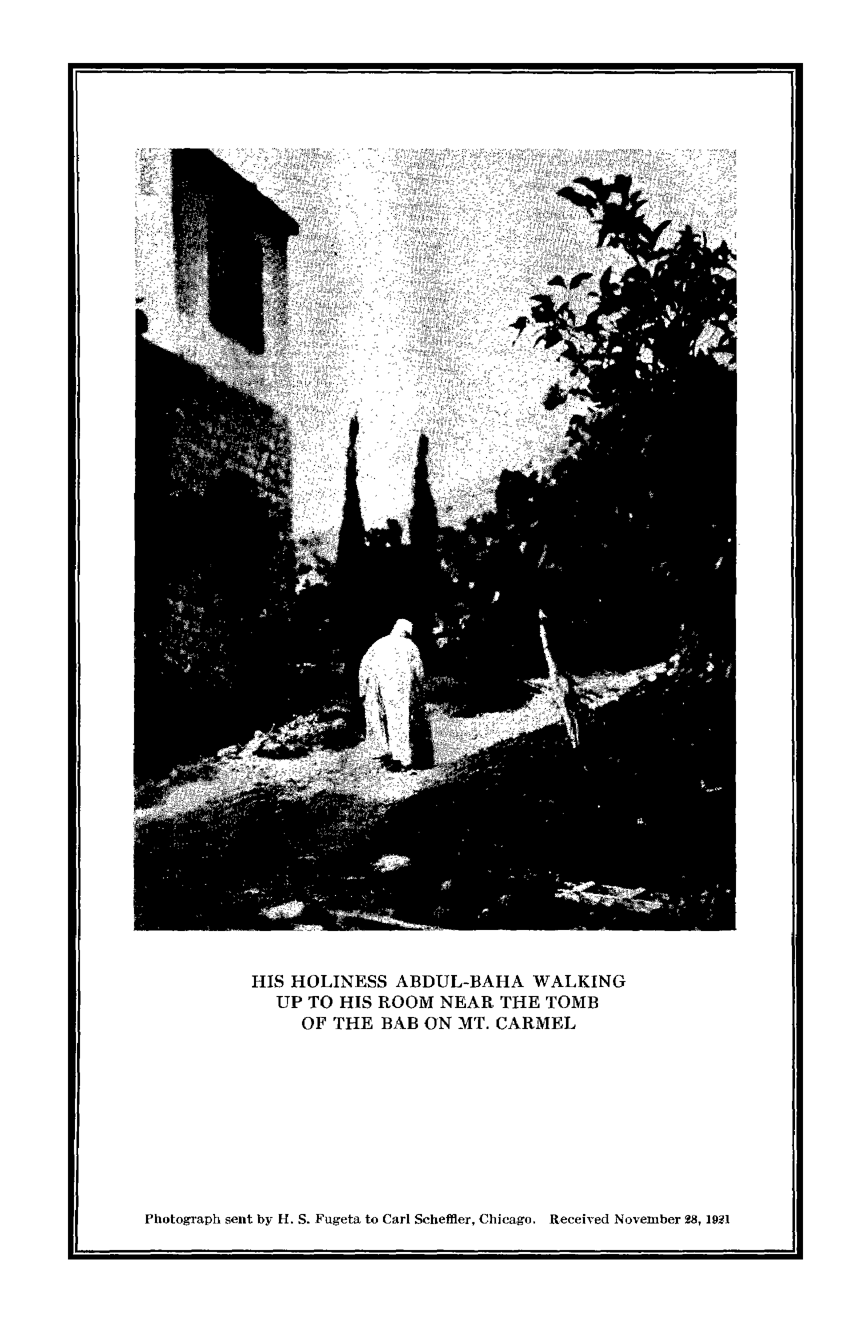 HIS HOLINESS ABDUL-BAHA WALKING
UP TO HIS ROOM NEAR THE TOMB
OF THE BAB ON MT. CARMEL
Photograph sent by H. S. Fugeta to Carl Scheffler, Chicago. Received November 28, 1921